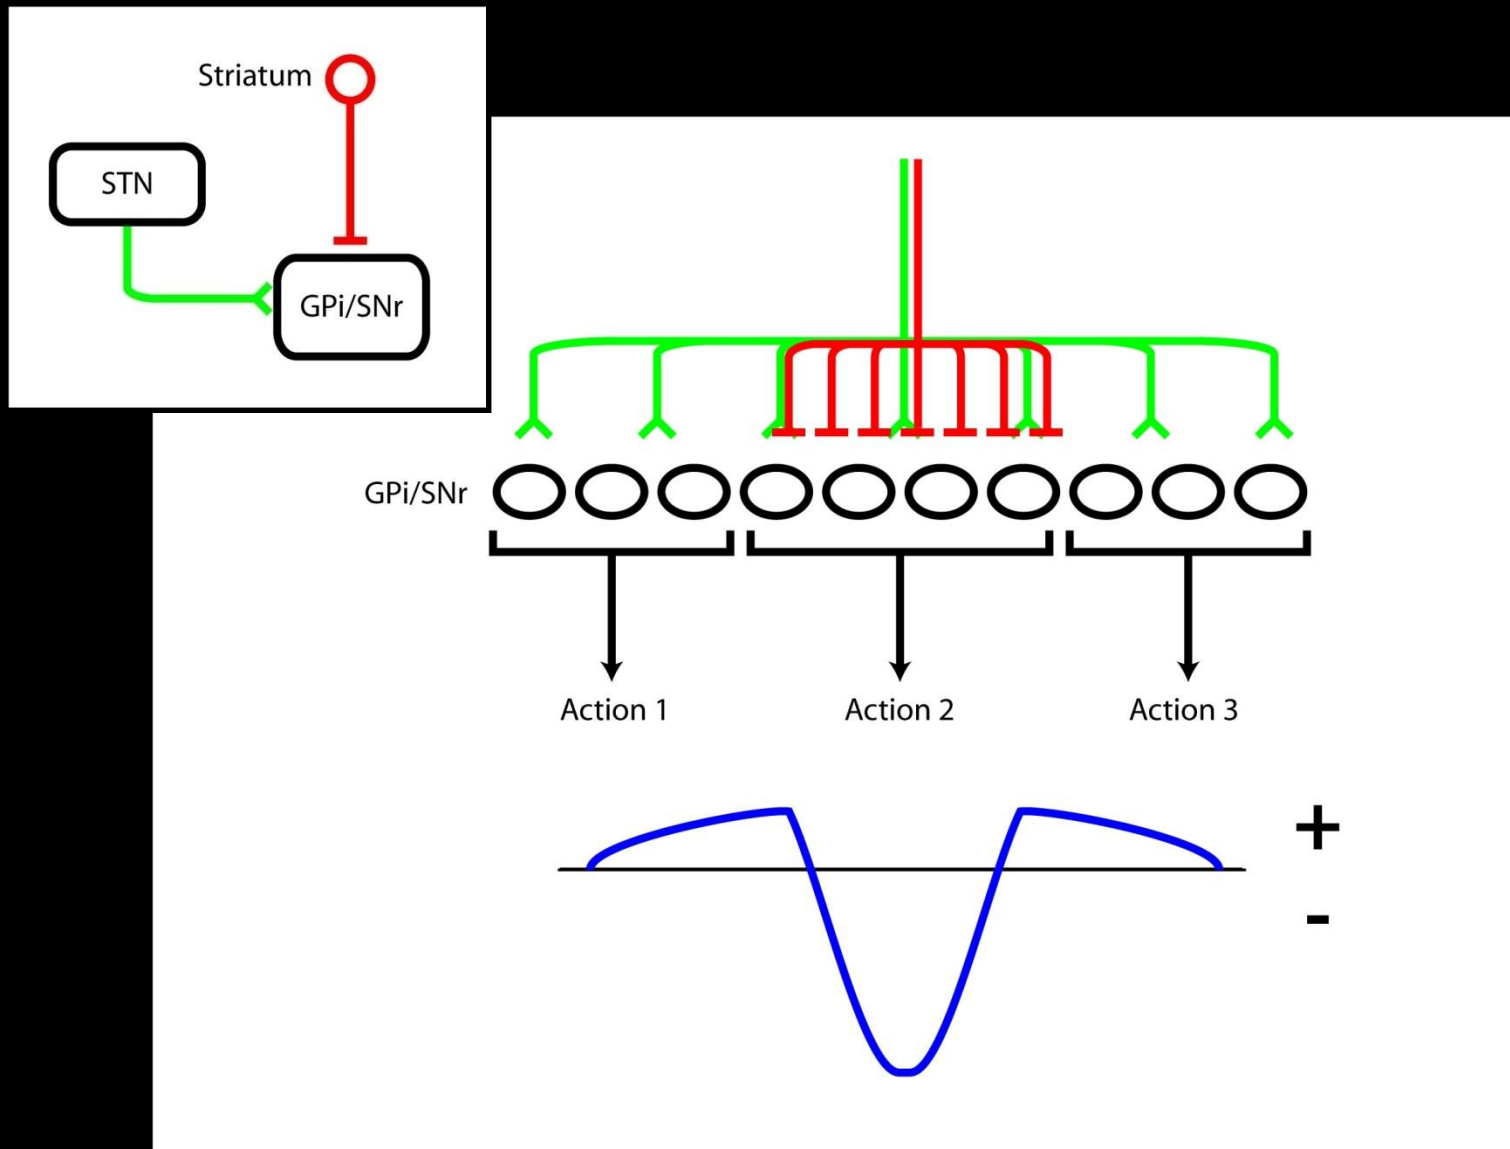 Striatum
STN
GPi/SNr
GPi/SNr
Action 1
Action 2
Action 3
+
-